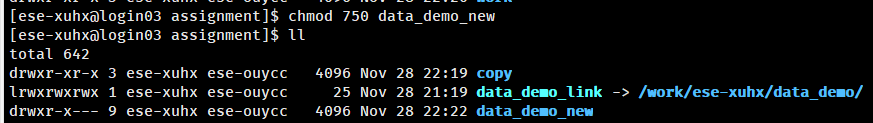 [ese-xuhx@login03 assignment]$ chmod 750 data_demo_new
[ese-xuhx@login03 assignment]$ ll
total 642
drwxr-xr-x 3 ese-xuhx ese-ouycc   4096 Nov 28 22:19 copy
lrwxrwxrwx 1 ese-xuhx ese-ouycc     25 Nov 28 21:19 data_demo_link -> /work/ese-xuhx/data_demo/
drwxr-x--- 9 ese-xuhx ese-ouycc   4096 Nov 28 22:22 data_demo_new